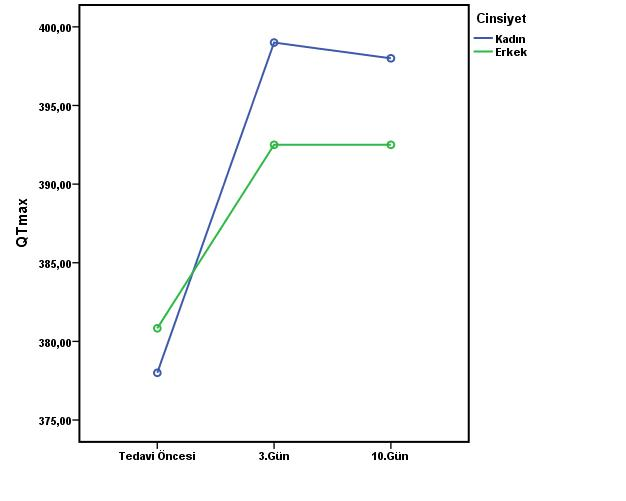 Cinsiyet
Kadın
Erkek
QTmax
400,00
395,00
390,00
385,00
380,00
375,00
Tedavi Öncesi
3.Gün
10.Gün